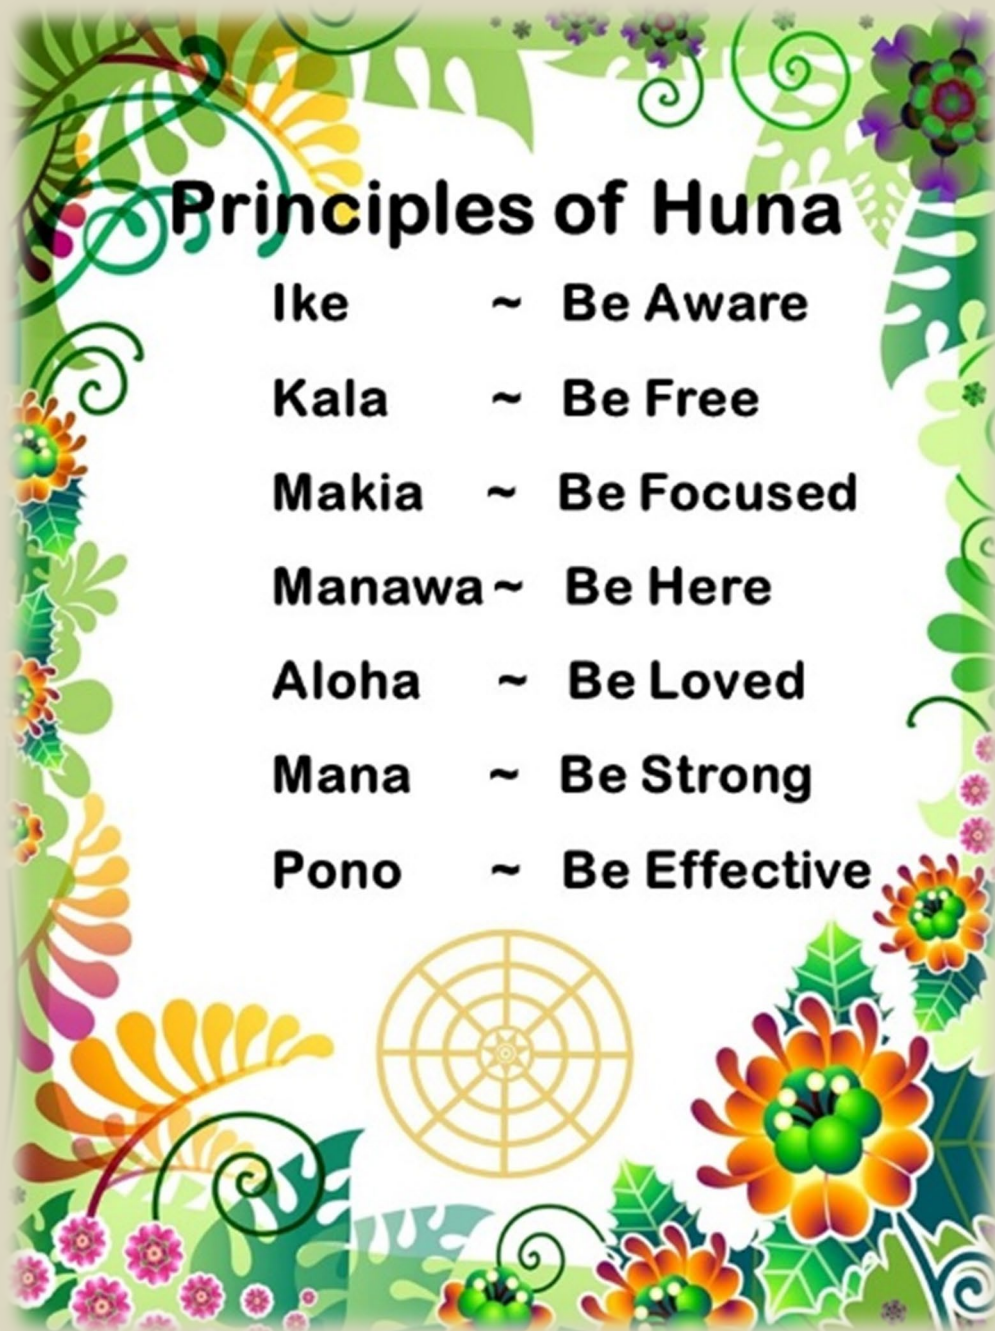 Principles of Huna
Ike ~ Be Aware
Kala ~ Be Free
Makia ~ Be Focused
Manawa ~ Be Here
Aloha ~ Be Loved
Mana ~ Be Strong
Pono ~ Be Effective